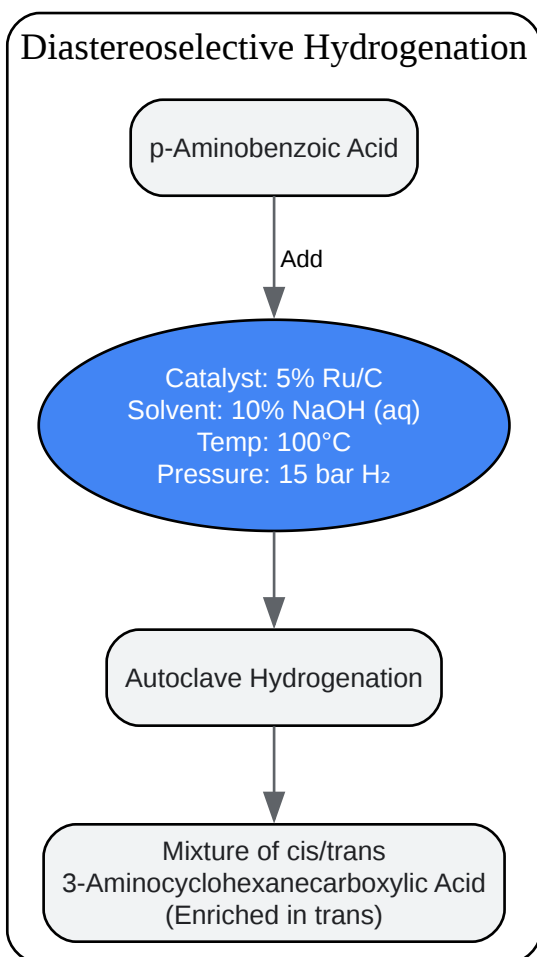 Diastereoselective Hydrogenation
p-Aminobenzoic Acid
Add
Catalyst: 5% Ru/C
Solvent: 10% NaOH (aq)
Temp: 100°C
Pressure: 15 bar H₂
Autoclave Hydrogenation
Mixture of cis/trans
3-Aminocyclohexanecarboxylic Acid
(Enriched in trans)